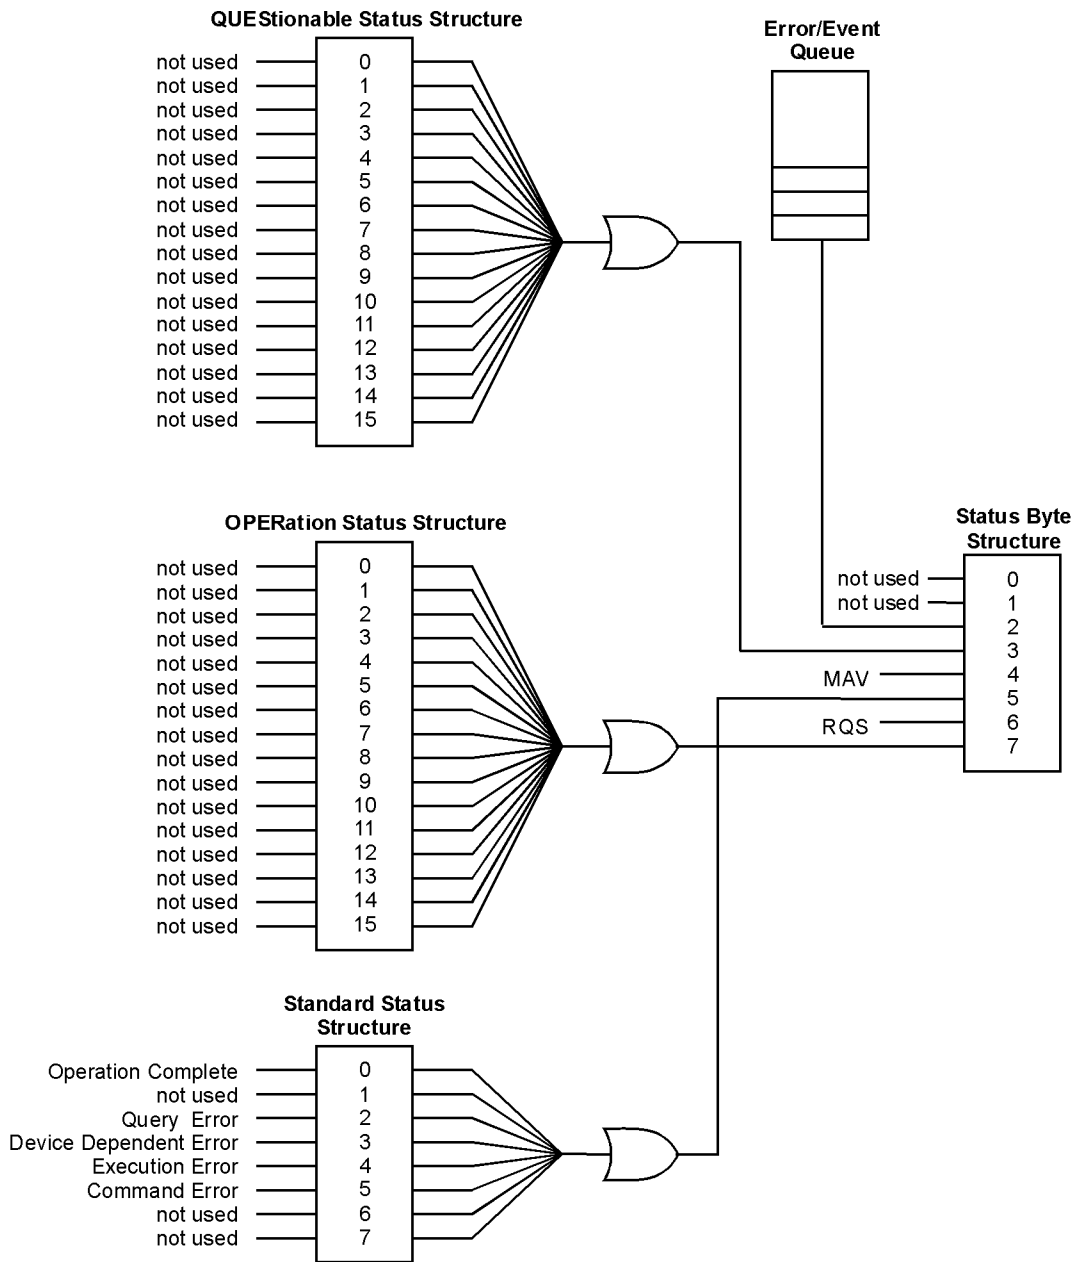 QUEStionable Status Structure
not used 0
not used 1
not used 2
not used 3
not used 4
not used 5
not used 6
not used 7
not used 8
not used 9
not used 10
not used 11
not used 12
not used 13
not used 14
not used 15
Error/Event
Queue
OPERation Status Structure
not used 0
not used 1
not used 2
not used 3
not used 4
not used 5
not used 6
not used 7
not used 8
not used 9
not used 10
not used 11
not used 12
not used 13
not used 14
not used 15
Status Byte
Structure
not used 0
not used 1
2
3
MAV 4
5
RQS 6
7
Standard Status
Structure
Operation Complete 0
not used 1
Query Error 2
Device Dependent Error 3
Execution Error 4
Command Error 5
not used 6
not used 7